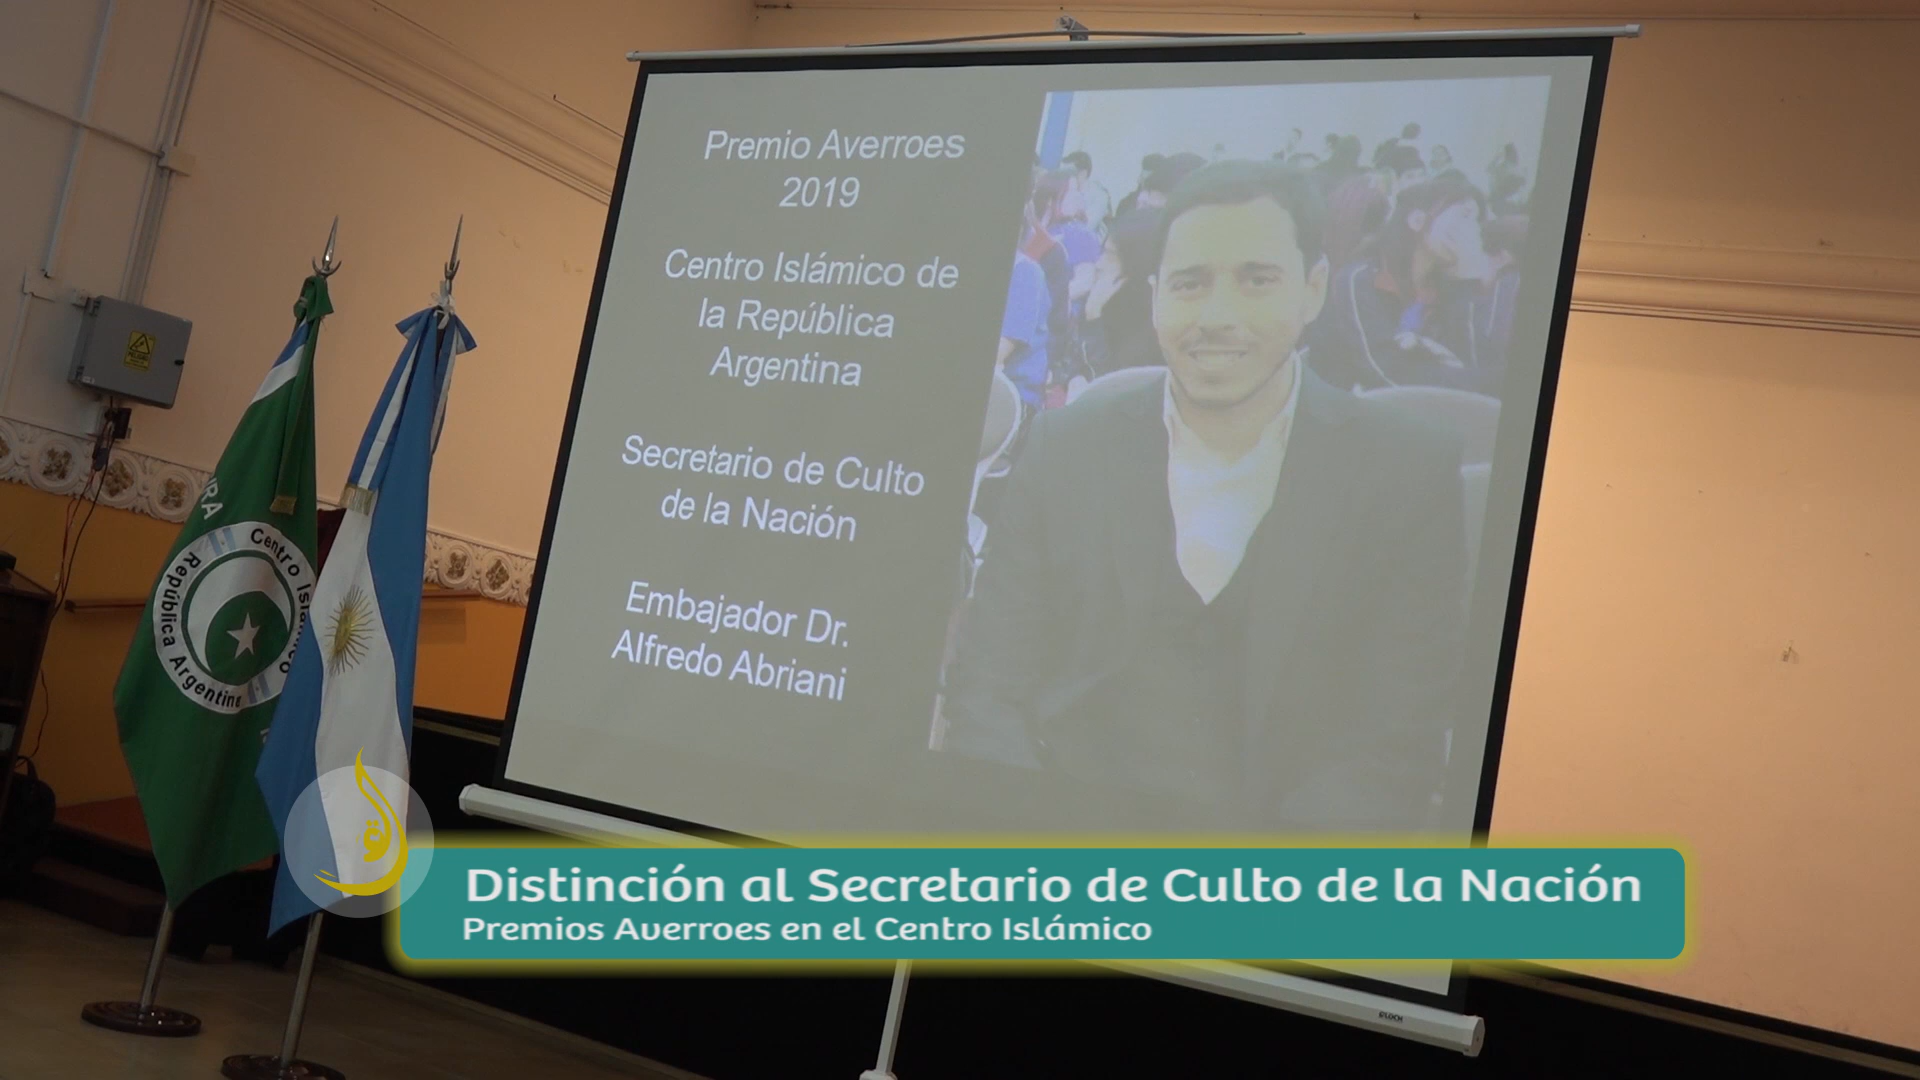 Premio Averroes
2019
Centro Islámico de
la República
Argentina
Secretario de Culto
de la Nación
Embajador Dr.
Alfredo Abriani
Centro Islámico
República Argentina
PELIGRO
Distinción al Secretario de Culto de la Nación
Premios Averroes en el Centro Islámico